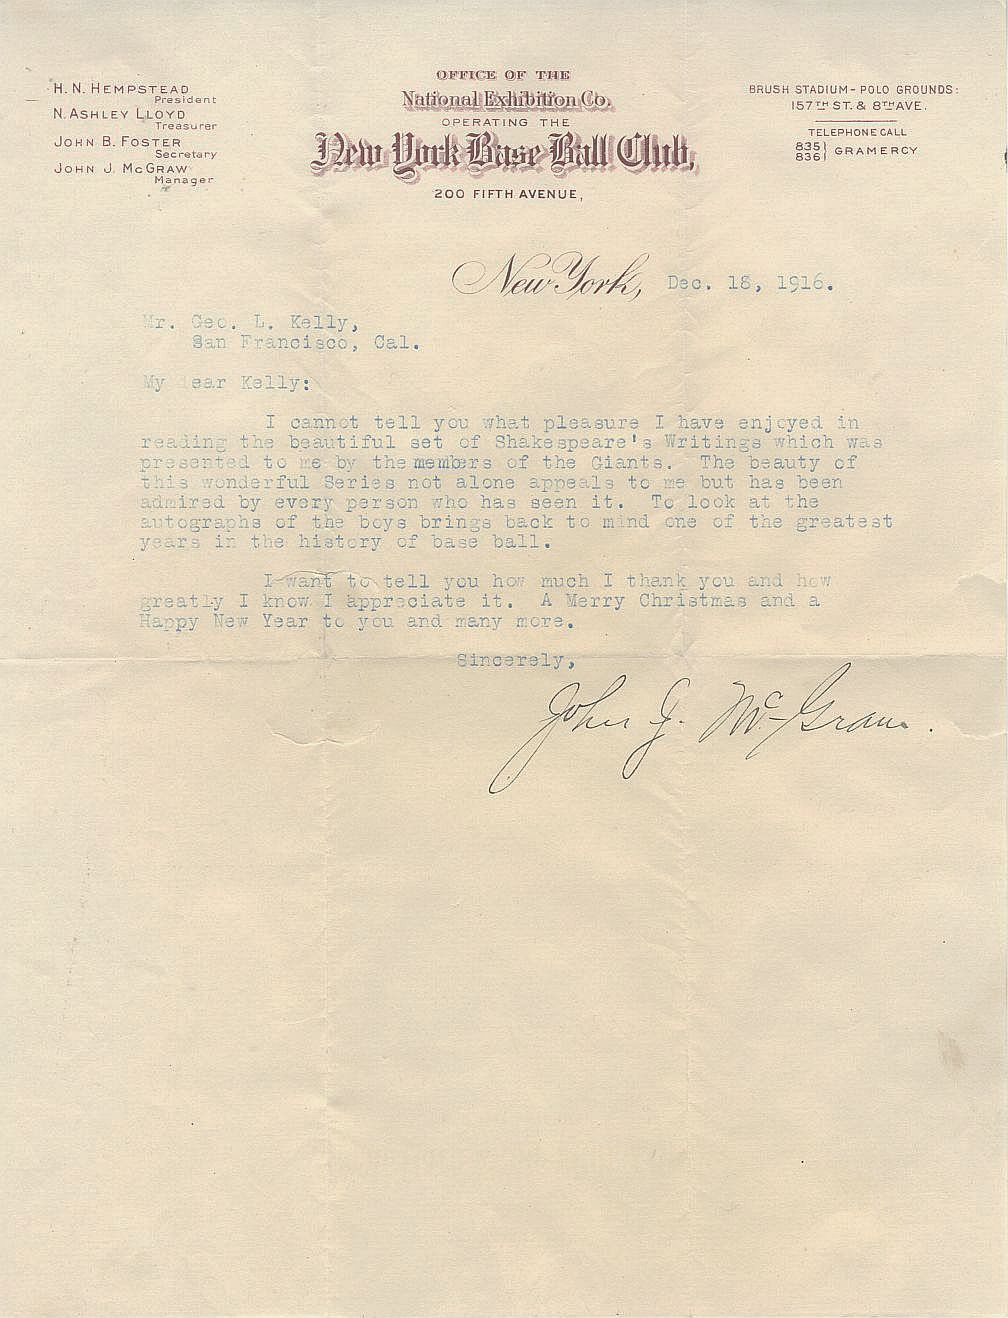 OFFICE OF THE
National Exhibition Co.
OPERATING THE
New York Base Ball Club,
200 FIFTH AVENUE,
H. N. HEMPSTEAD
President
N. ASHLEY LLOYD
Treasurer
JOHN B. FOSTER
Secretary
JOHN J. McGRAW
Manager
BRUSH STADIUM - POLO GROUNDS:
157TH ST. & 8TH AVE.
TELEPHONE CALL
835
836 GRAMERCY
New York, Dec. 18, 1916.
Mr. Geo. L. Kelly,
San Francisco, Cal.
My dear Kelly:
I cannot tell you what pleasure I have enjoyed in
reading the beautiful set of Shakespeare's Writings which was
presented to me by the members of the Giants. The beauty of
this wonderful Series not alone appeals to me but has been
admired by every person who has seen it. To look at the
autographs of the boys brings back to mind one of the greatest
years in the history of base ball.
I want to tell you how much I thank you and how
greatly I know I appreciate it. A Merry Christmas and a
Happy New Year to you and many more.
Sincerely,
John J. McGraw.